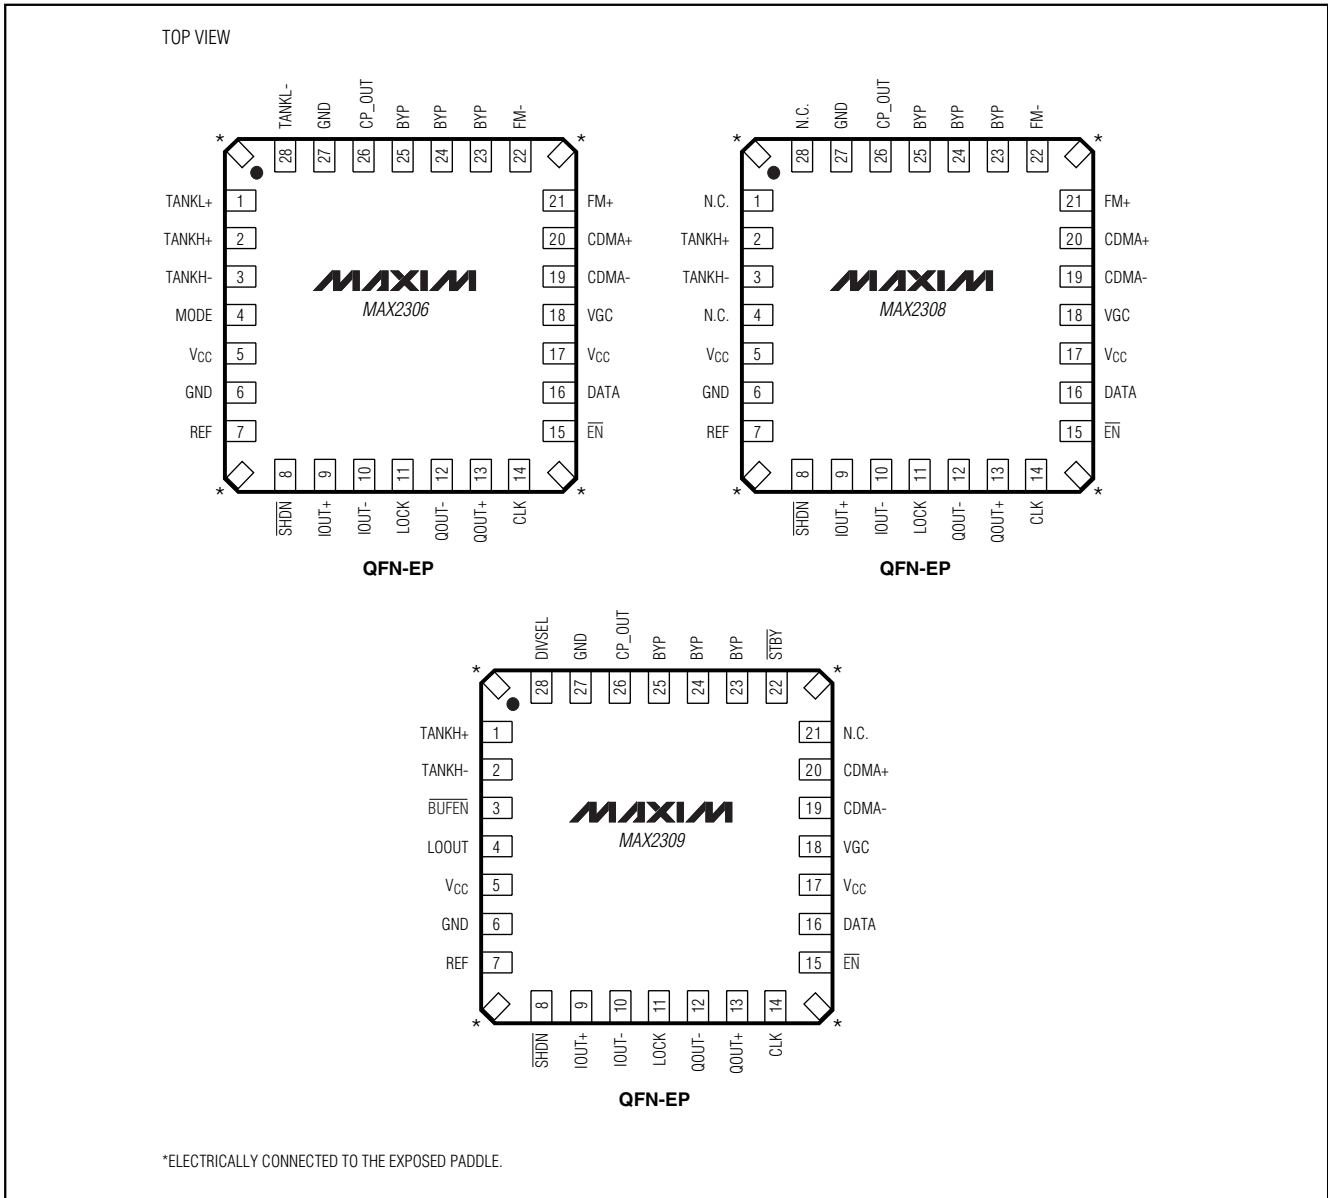 TOP VIEW
TANKL- GND CP_OUT BYP BYP BYP FM-
* *
28 27 26 25 24 23 22
TANKL+ 1 21 FM+
TANKH+ 2 20 CDMA+
TANKH- 3 19 CDMA-
MAXIM
MAX2306
MODE 4 18 VGC
VCC 5 17 VCC
GND 6 16 DATA
REF 7 15 EN
8 9 10 11 12 13 14
* *
SHDN IOUT+ IOUT- LOCK QOUT- QOUT+ CLK
QFN-EP
N.C. GND CP_OUT BYP BYP BYP FM-
* *
28 27 26 25 24 23 22
N.C. 1 21 FM+
TANKH+ 2 20 CDMA+
TANKH- 3 19 CDMA-
MAXIM
MAX2308
N.C. 4 18 VGC
VCC 5 17 VCC
GND 6 16 DATA
REF 7 15 EN
8 9 10 11 12 13 14
* *
SHDN IOUT+ IOUT- LOCK QOUT- QOUT+ CLK
QFN-EP
DIVSEL GND CP_OUT BYP BYP BYP STBY
* *
28 27 26 25 24 23 22
TANKH+ 1 21 N.C.
TANKH- 2 20 CDMA+
BUFEN 3 19 CDMA-
MAXIM
MAX2309
LOOUT 4 18 VGC
VCC 5 17 VCC
GND 6 16 DATA
REF 7 15 EN
8 9 10 11 12 13 14
* *
SHDN IOUT+ IOUT- LOCK QOUT- QOUT+ CLK
QFN-EP
*ELECTRICALLY CONNECTED TO THE EXPOSED PADDLE.